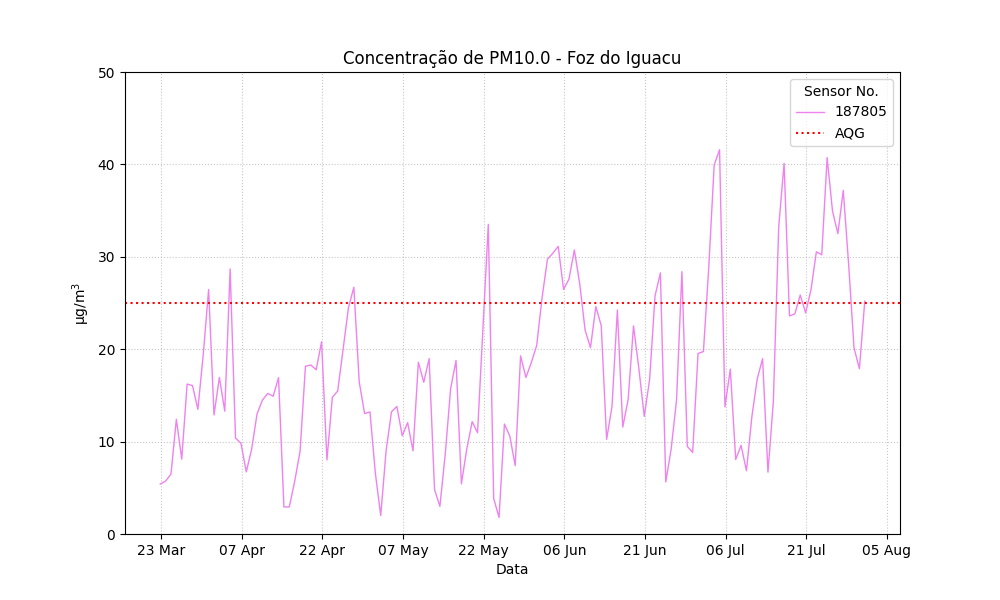 Concentração de PM10.0 - Foz do Iguacu
50
40
30
20
10
0
µg/m³
Sensor No.
187805
AQG
23 Mar 07 Apr 22 Apr 07 May 22 May 06 Jun 21 Jun 06 Jul 21 Jul 05 Aug
Data